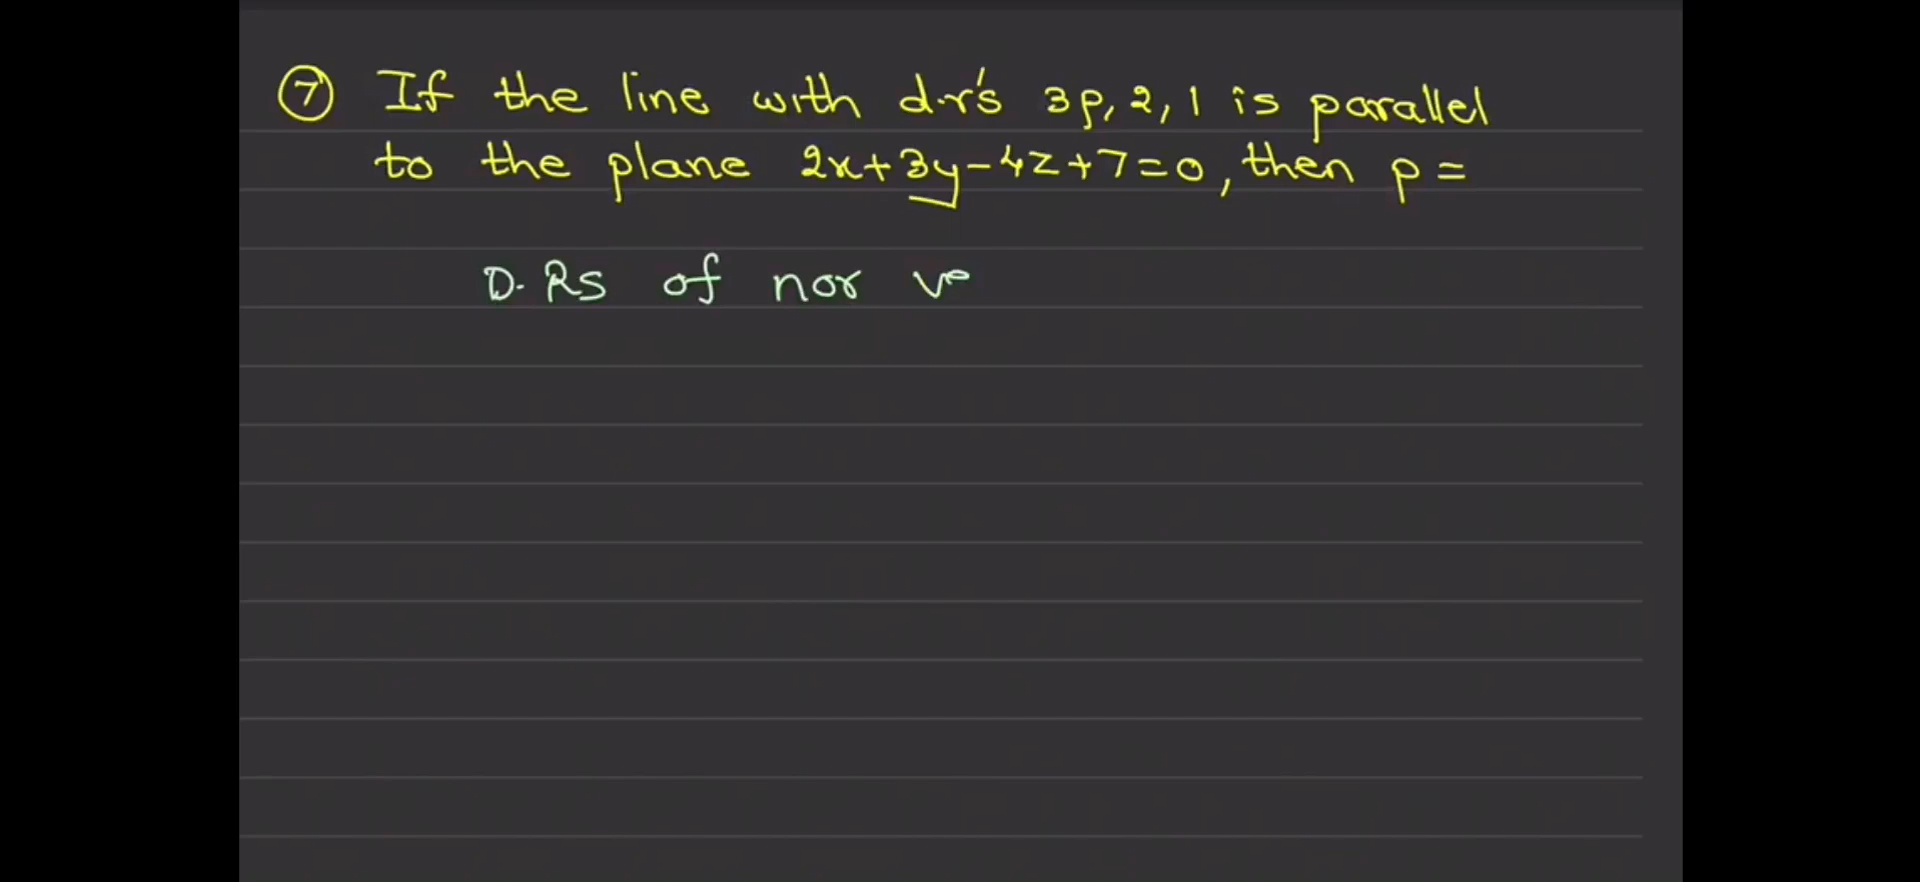 7 If the line with d.r's 3p, 2, 1 is parallel
to the plane 2x+3y-4z+7=0, then p =
D.Rs of nor ve